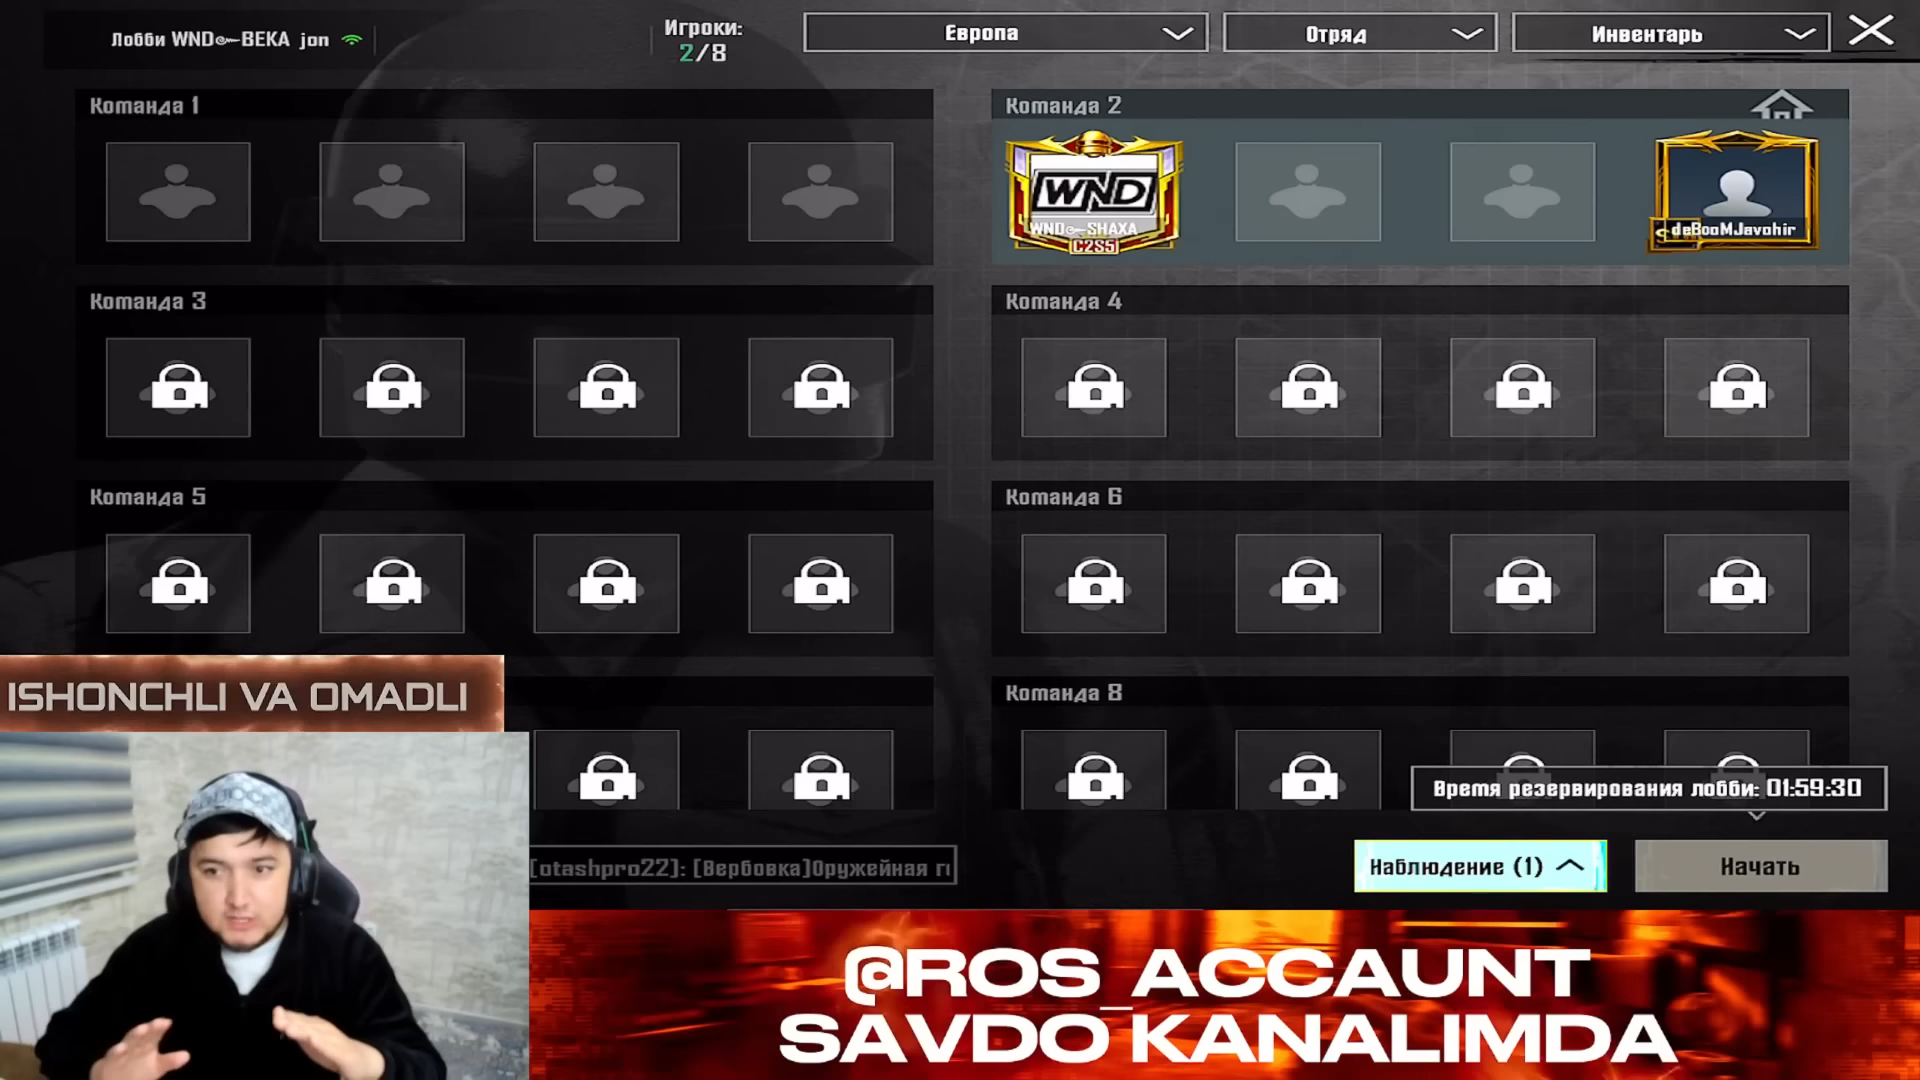 Лобби WND๛BEKA jon
Игроки:
2/8
Европа
Отряд
Инвентарь
Команда 1
Команда 2
WND
WND๛SHAXA
C2S5
deBooMJavohir
Команда 3
Команда 4
Команда 5
Команда 6
ISHONCHLI VA OMADLI
Команда 8
Время резервирования лобби: 01:59:30
[otashpro22]: [Вербовка]Оружейная
Наблюдение (1)
Начать
@ROS_ACCAUNT
SAVDO KANALIMDA